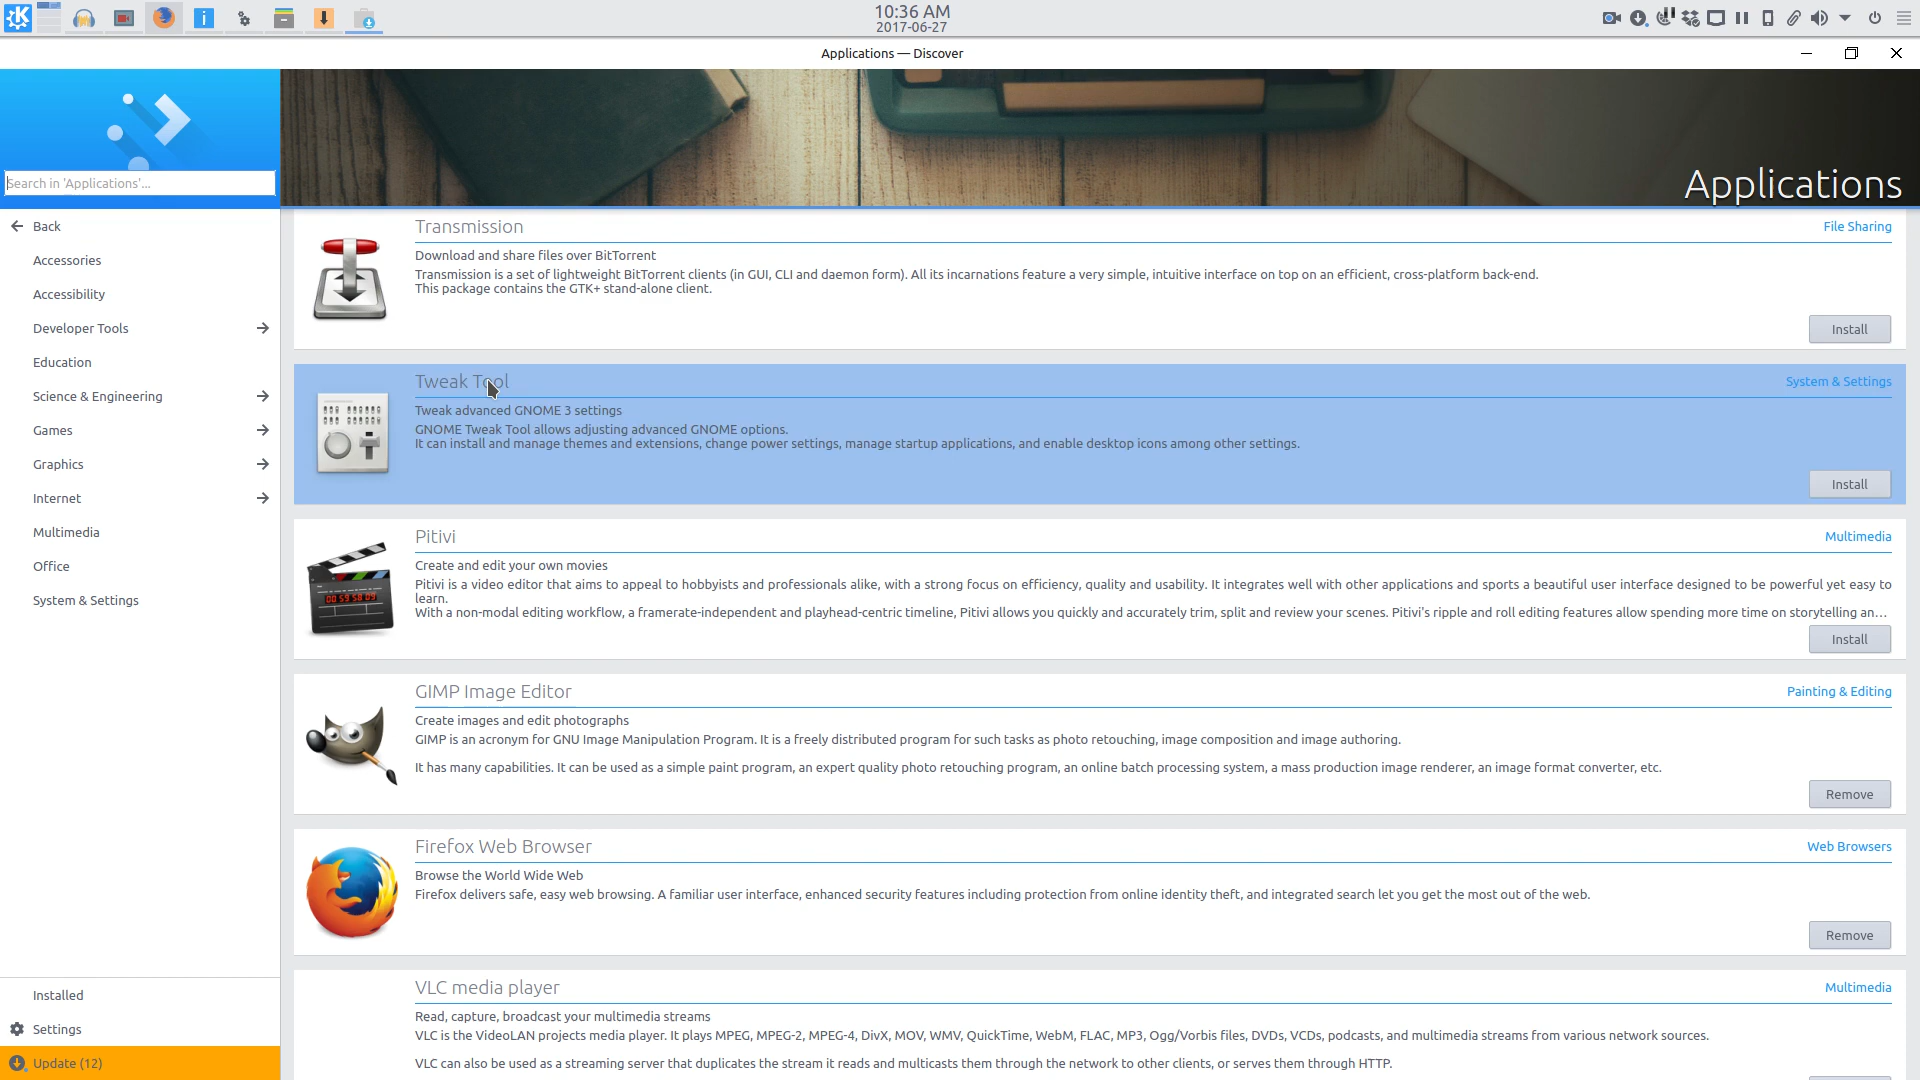 10:36 AM
2017-06-27
Applications — Discover
Applications
Search in 'Applications'...
Back
Accessories
Accessibility
Developer Tools
Education
Science & Engineering
Games
Graphics
Internet
Multimedia
Office
System & Settings
Installed
Settings
Update (12)
Transmission
File Sharing
Download and share files over BitTorrent
Transmission is a set of lightweight BitTorrent clients (in GUI, CLI and daemon form). All its incarnations feature a very simple, intuitive interface on top on an efficient, cross-platform back-end.
This package contains the GTK+ stand-alone client.
Install
Tweak Tool
System & Settings
Tweak advanced GNOME 3 settings
GNOME Tweak Tool allows adjusting advanced GNOME options.
It can install and manage themes and extensions, change power settings, manage startup applications, and enable desktop icons among other settings.
Install
Pitivi
Multimedia
Create and edit your own movies
Pitivi is a video editor that aims to appeal to hobbyists and professionals alike, with a strong focus on efficiency, quality and usability. It integrates well with other applications and sports a beautiful user interface designed to be powerful yet easy to
learn.
With a non-modal editing workflow, a framerate-independent and playhead-centric timeline, Pitivi allows you quickly and accurately trim, split and review your scenes. Pitivi's ripple and roll editing features allow spending more time on storytelling an...
Install
GIMP Image Editor
Painting & Editing
Create images and edit photographs
GIMP is an acronym for GNU Image Manipulation Program. It is a freely distributed program for such tasks as photo retouching, image composition and image authoring.
It has many capabilities. It can be used as a simple paint program, an expert quality photo retouching program, an online batch processing system, a mass production image renderer, an image format converter, etc.
Remove
Firefox Web Browser
Web Browsers
Browse the World Wide Web
Firefox delivers safe, easy web browsing. A familiar user interface, enhanced security features including protection from online identity theft, and integrated search let you get the most out of the web.
Remove
VLC media player
Multimedia
Read, capture, broadcast your multimedia streams
VLC is the VideoLAN projects media player. It plays MPEG, MPEG-2, MPEG-4, DivX, MOV, WMV, QuickTime, WebM, FLAC, MP3, Ogg/Vorbis files, DVDs, VCDs, podcasts, and multimedia streams from various network sources.
VLC can also be used as a streaming server that duplicates the stream it reads and multicasts them through the network to other clients, or serves them through HTTP.